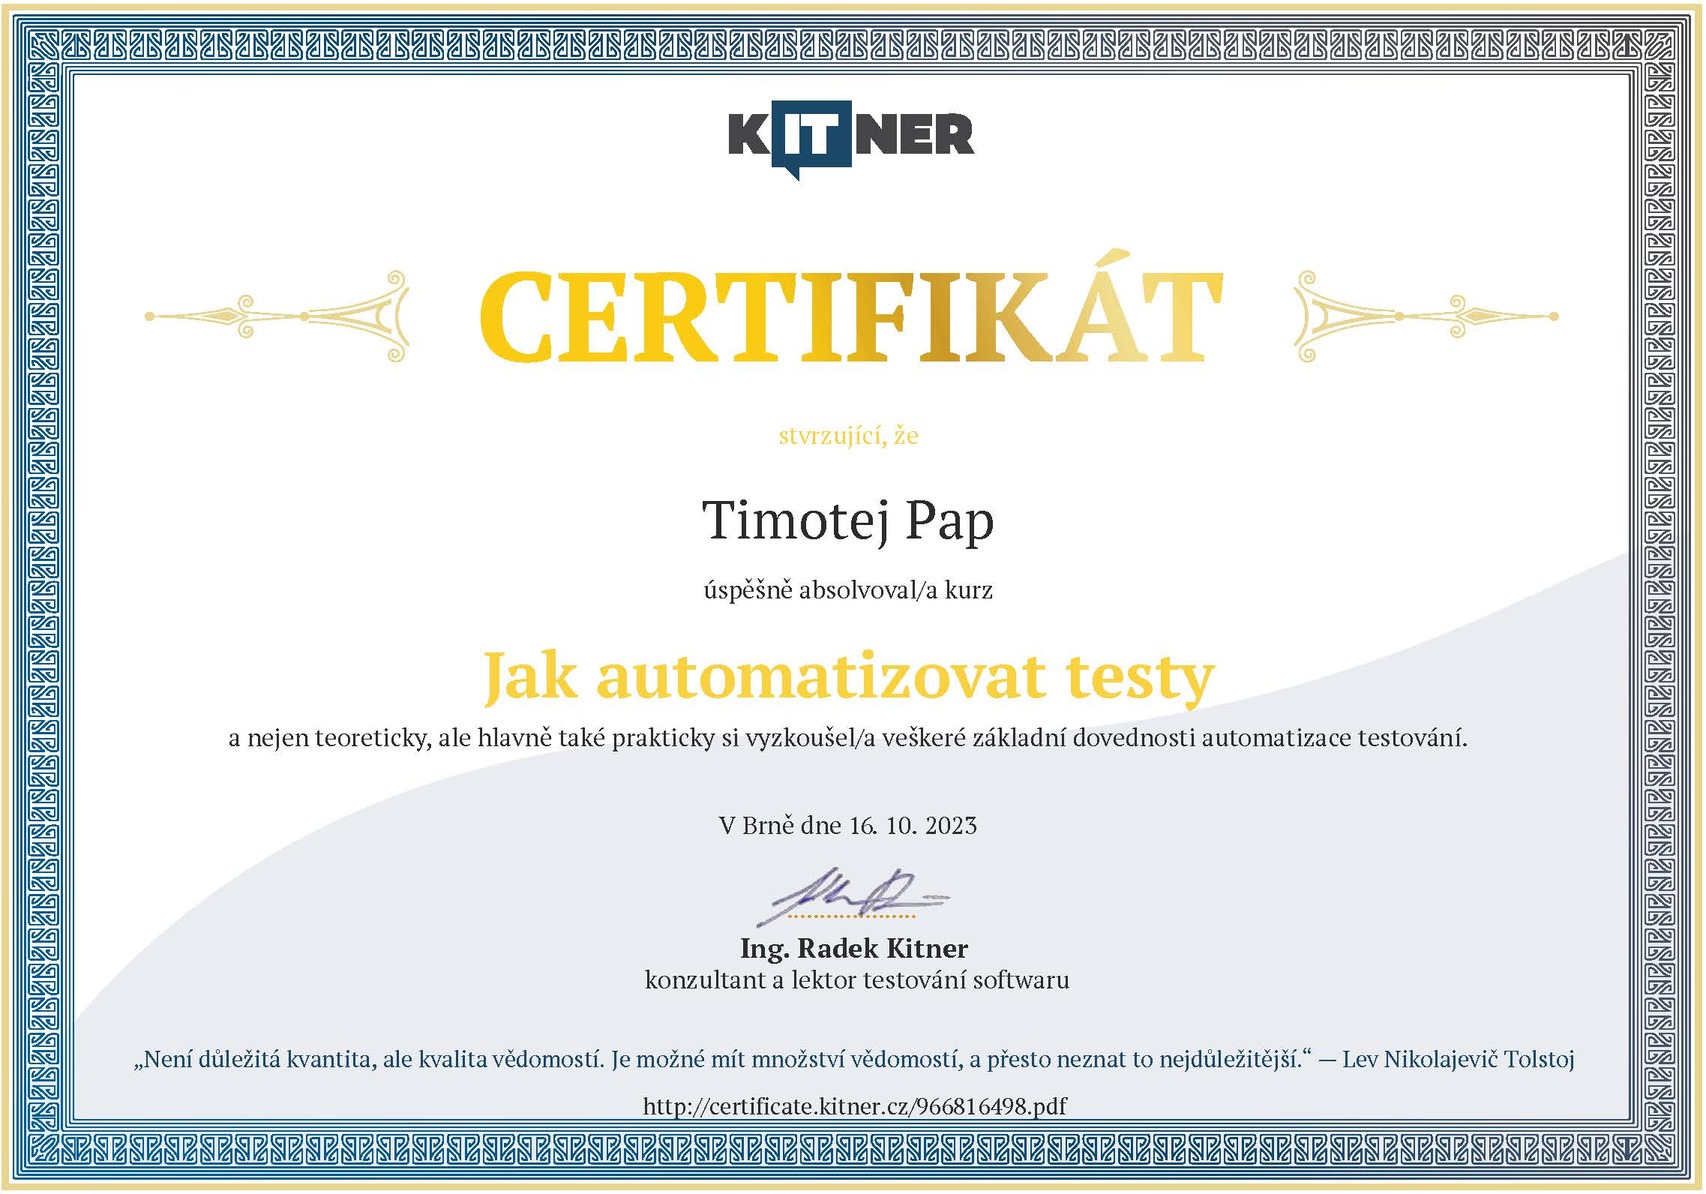 KITNER
CERTIFIKÁT
stvrzující, že
Timotej Pap
úspěšně absolvoval/a kurz
Jak automatizovat testy
a nejen teoreticky, ale hlavně také prakticky si vyzkoušel/a veškeré základní dovednosti automatizace testování.
V Brně dne 16. 10. 2023
Ing. Radek Kitner
konzultant a lektor testování softwaru
„Není důležitá kvantita, ale kvalita vědomostí. Je možné mít množství vědomostí, a přesto neznat to nejdůležitější.“ — Lev Nikolajevič Tolstoj
http://certificate.kitner.cz/966816498.pdf